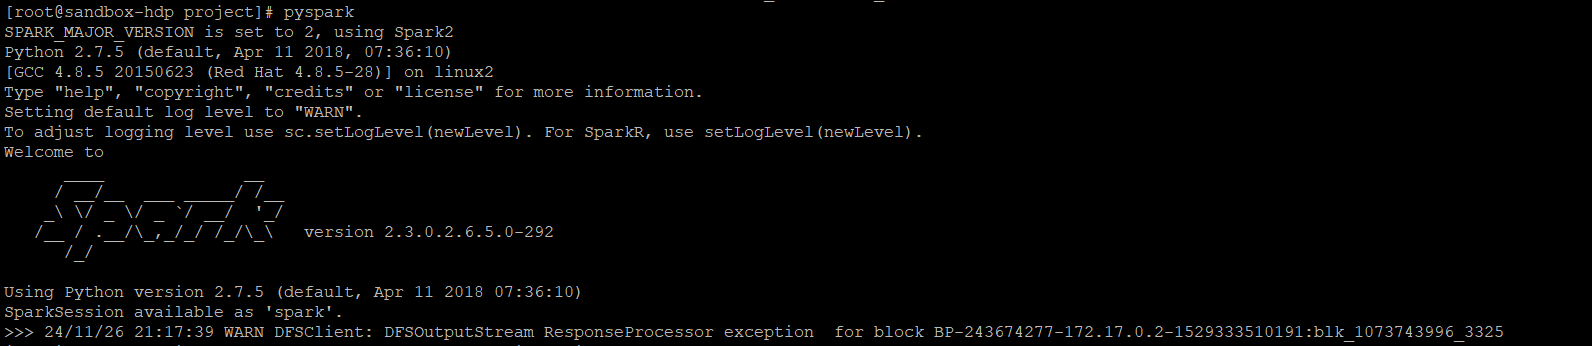 [root@sandbox-hdp project]# pyspark
SPARK_MAJOR_VERSION is set to 2, using Spark2
Python 2.7.5 (default, Apr 11 2018, 07:36:10)
[GCC 4.8.5 20150623 (Red Hat 4.8.5-28)] on linux2
Type "help", "copyright", "credits" or "license" for more information.
Setting default log level to "WARN".
To adjust logging level use sc.setLogLevel(newLevel). For SparkR, use setLogLevel(newLevel).
Welcome to
      ____              __
     / __/__  ___ _____/ /__
    _\ \/ _ \/ _ `/ __/  '_/
   /__ / .__/\_,_/_/ /_/\_\   version 2.3.0.2.6.5.0-292
      /_/
Using Python version 2.7.5 (default, Apr 11 2018 07:36:10)
SparkSession available as 'spark'.
>>> 24/11/26 21:17:39 WARN DFSClient: DFSOutputStream ResponseProcessor exception  for block BP-243674277-172.17.0.2-1529333510191:blk_1073743996_3325